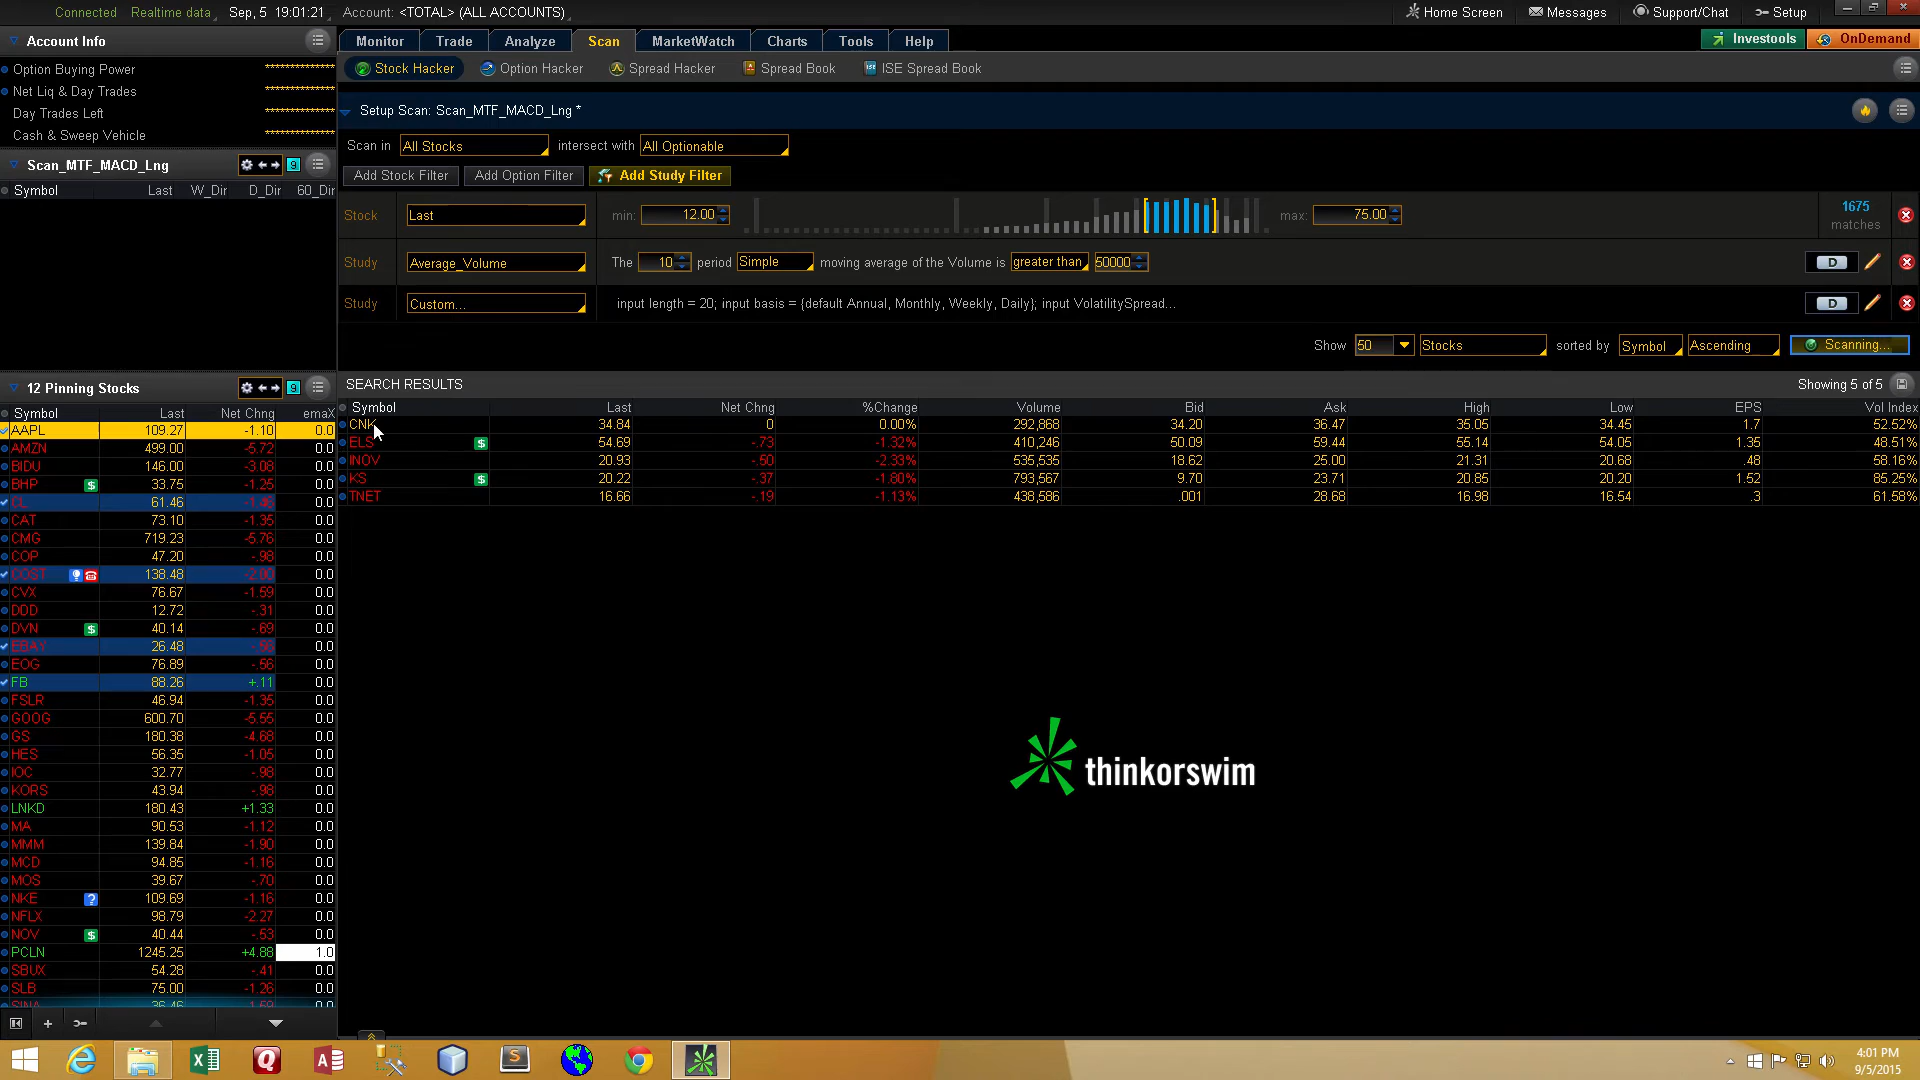 Connected Realtime data Sep, 5 19:01:21 Account: <TOTAL> (ALL ACCOUNTS) Home Screen Messages Support/Chat Setup
Account Info
Option Buying Power ************
Net Liq & Day Trades ************
Day Trades Left ************
Cash & Sweep Vehicle ************
Scan_MTF_MACD_Lng 9
Symbol Last W_Dir D_Dir 60_Dir
12 Pinning Stocks 9
Symbol Last Net Chng emaX
AAPL 109.27 -1.10 0.0
AMZN 499.00 -5.72 0.0
BIDU 146.00 -3.08 0.0
BHP $ 33.75 -1.25 0.0
CL 61.46 -1.46 0.0
CAT 73.10 -1.35 0.0
CMG 719.23 -5.76 0.0
COP 47.20 -.98 0.0
COST 138.48 -2.00 0.0
CVX 76.67 -1.59 0.0
DDD 12.72 -.31 0.0
DVN $ 40.14 -.69 0.0
EBAY 26.48 -.56 0.0
EOG 76.89 -.56 0.0
FB 88.26 +.11 0.0
FSLR 46.94 -1.35 0.0
GOOG 600.70 -5.55 0.0
GS 180.38 -4.68 0.0
HES 56.35 -1.05 0.0
IOC 32.77 -.98 0.0
KORS 43.94 -.98 0.0
LNKD 180.43 +1.33 0.0
MA 90.53 -1.12 0.0
MMM 139.84 -1.90 0.0
MCD 94.85 -1.16 0.0
MOS 39.67 -.70 0.0
NKE ? 109.69 -1.16 0.0
NFLX 98.79 -2.27 0.0
NOV $ 40.44 -.53 0.0
PCLN 1245.25 +4.88 1.0
SBUX 54.28 -.41 0.0
SLB 75.00 -1.26 0.0
SINA 36.46 -1.59 0.0
Monitor Trade Analyze Scan MarketWatch Charts Tools Help
Investools OnDemand
Stock Hacker Option Hacker Spread Hacker Spread Book ISE Spread Book
Setup Scan: Scan_MTF_MACD_Lng *
Scan in All Stocks intersect with All Optionable
Add Stock Filter Add Option Filter Add Study Filter
Stock Last min: 12.00 max: 75.00 1675
matches
Study Average_Volume The 10 period Simple moving average of the Volume is greater than 50000 D
Study Custom... input length = 20; input basis = {default Annual, Monthly, Weekly, Daily}; input VolatilitySpread... D
Show 50 Stocks sorted by Symbol Ascending Scanning...
SEARCH RESULTS Showing 5 of 5
Symbol Last Net Chng %Change Volume Bid Ask High Low EPS Vol Index
CNK 34.84 0 0.00% 292,868 34.20 36.47 35.05 34.45 1.7 52.52%
ELS $ 54.69 -.73 -1.32% 410,246 50.09 59.44 55.14 54.05 1.35 48.51%
INOV 20.93 -.50 -2.33% 535,535 18.62 25.00 21.31 20.68 .48 58.16%
KS $ 20.22 -.37 -1.80% 793,567 9.70 23.71 20.85 20.20 1.52 85.25%
TNET 16.66 -.19 -1.13% 438,586 .001 28.68 16.98 16.54 .3 61.58%
thinkorswim
4:01 PM
9/5/2015